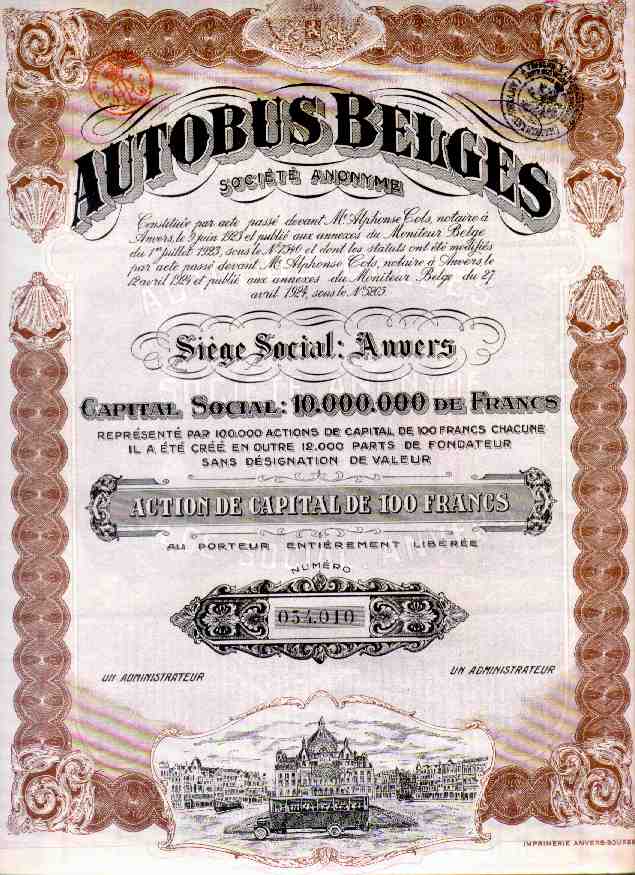 AUTOBUS BELGES
SOCIÉTÉ ANONYME
Constituée par acte passé devant Me Alphonse Cols, notaire à
Anvers, le 9 juin 1923 et publié aux annexes du Moniteur Belge
du 1er juillet 1923, sous le No 7540 et dont les statuts ont été modifiés
par acte passé devant Me Alphonse Cols, notaire à Anvers le
12 avril 1924 et publié aux annexes du Moniteur Belge du 27
avril 1924, sous le No 5205
Siège Social: Anvers
CAPITAL SOCIAL: 10.000.000 DE FRANCS
REPRÉSENTÉ PAR 100.000 ACTIONS DE CAPITAL DE 100 FRANCS CHACUNE
IL A ÉTÉ CRÉÉ EN OUTRE 12.000 PARTS DE FONDATEUR
SANS DÉSIGNATION DE VALEUR
ACTION DE CAPITAL DE 100 FRANCS
AU PORTEUR ENTIÈREMENT LIBÉRÉE
NUMÉRO
054.010
UN ADMINISTRATEUR
UN ADMINISTRATEUR
IMPRIMERIE ANVERS-BOURSE